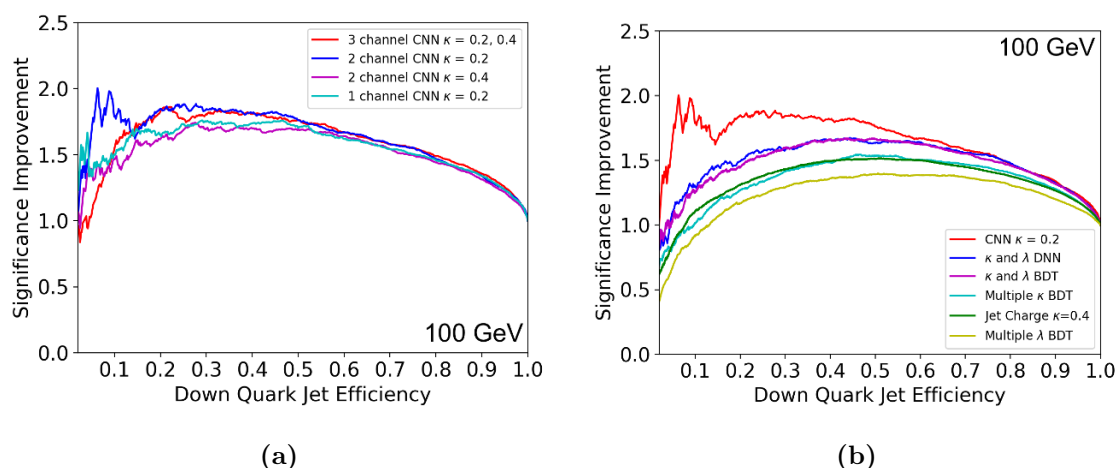 2.5
2.0
1.5
1.0
0.5
0.0
Significance Improvement
3 channel CNN κ = 0.2, 0.4
2 channel CNN κ = 0.2
2 channel CNN κ = 0.4
1 channel CNN κ = 0.2
100 GeV
0.1 0.2 0.3 0.4 0.5 0.6 0.7 0.8 0.9 1.0
Down Quark Jet Efficiency
(a)
2.5
2.0
1.5
1.0
0.5
0.0
Significance Improvement
100 GeV
CNN κ = 0.2
κ and λ DNN
κ and λ BDT
Multiple κ BDT
Jet Charge κ=0.4
Multiple λ BDT
0.1 0.2 0.3 0.4 0.5 0.6 0.7 0.8 0.9 1.0
Down Quark Jet Efficiency
(b)